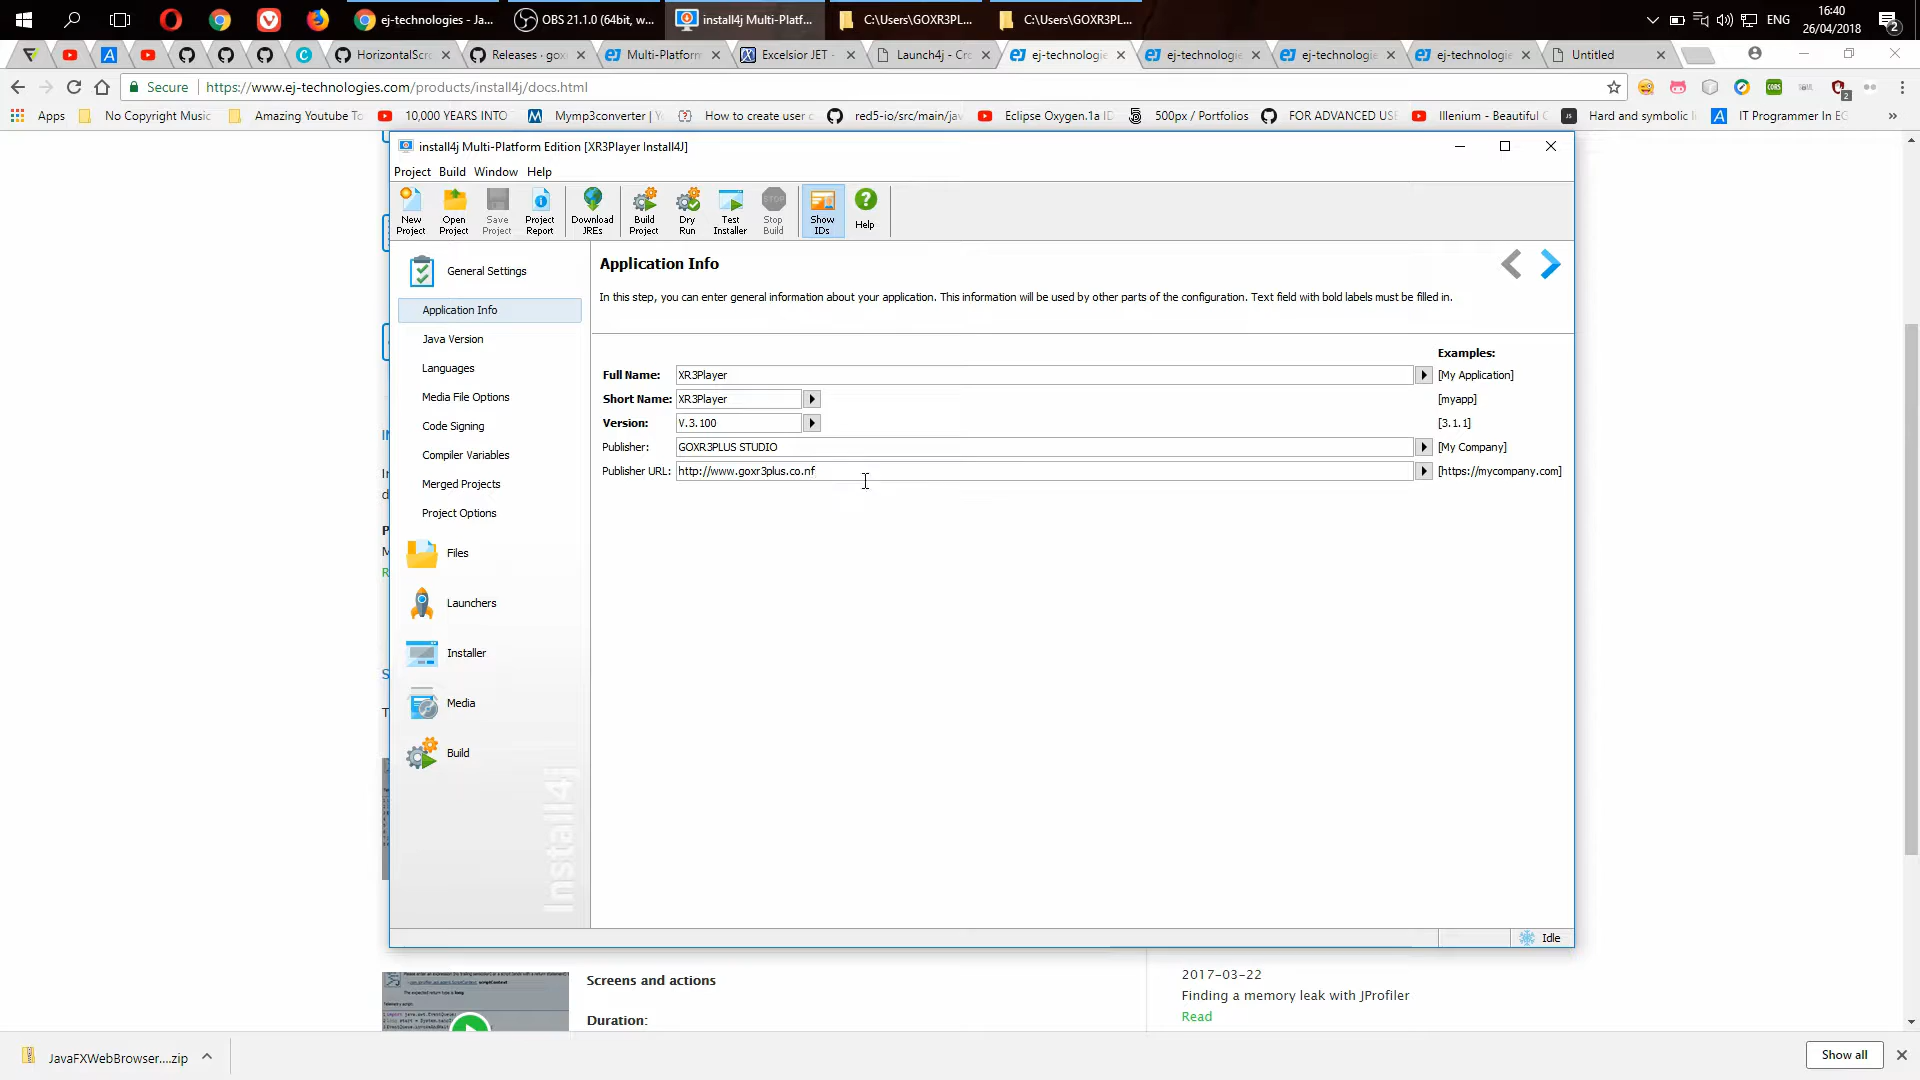 ej-technologies - Ja...
OBS 21.1.0 (64bit, w...
install4j Multi-Platf...
C:\Users\GOXR3PL...
C:\Users\GOXR3PL...
ENG
16:40
26/04/2018
2
HorizontalScr
Releases · gox
Multi-Platform
Excelsior JET -
Launch4j - Cro
ej-technologie
ej-technologie
ej-technologie
ej-technologie
Untitled
Secure
https://www.ej-technologies.com/products/install4j/docs.html
Apps
No Copyright Music
Amazing Youtube To
10,000 YEARS INTO
Mymp3converter | Y
How to create user c
red5-io/src/main/jav
Eclipse Oxygen.1a ID
500px / Portfolios
FOR ADVANCED USE
Illenium - Beautiful C
Hard and symbolic l
IT Programmer In EG
install4j Multi-Platform Edition [XR3Player Install4J]
Project Build Window Help
New Project
Open Project
Save Project
Project Report
Download JREs
Build Project
Dry Run
Test Installer
Stop Build
Show IDs
Help
General Settings
Application Info
Java Version
Languages
Media File Options
Code Signing
Compiler Variables
Merged Projects
Project Options
Files
Launchers
Installer
Media
Build
install4j
Application Info
In this step, you can enter general information about your application. This information will be used by other parts of the configuration. Text field with bold labels must be filled in.
Examples:
Full Name: XR3Player [My Application]
Short Name: XR3Player [myapp]
Version: V.3.100 [3.1.1]
Publisher: GOXR3PLUS STUDIO [My Company]
Publisher URL: http://www.goxr3plus.co.nf [https://mycompany.com]
Idle
Screens and actions
Duration:
2017-03-22
Finding a memory leak with JProfiler
Read
JavaFXWebBrowser....zip
Show all